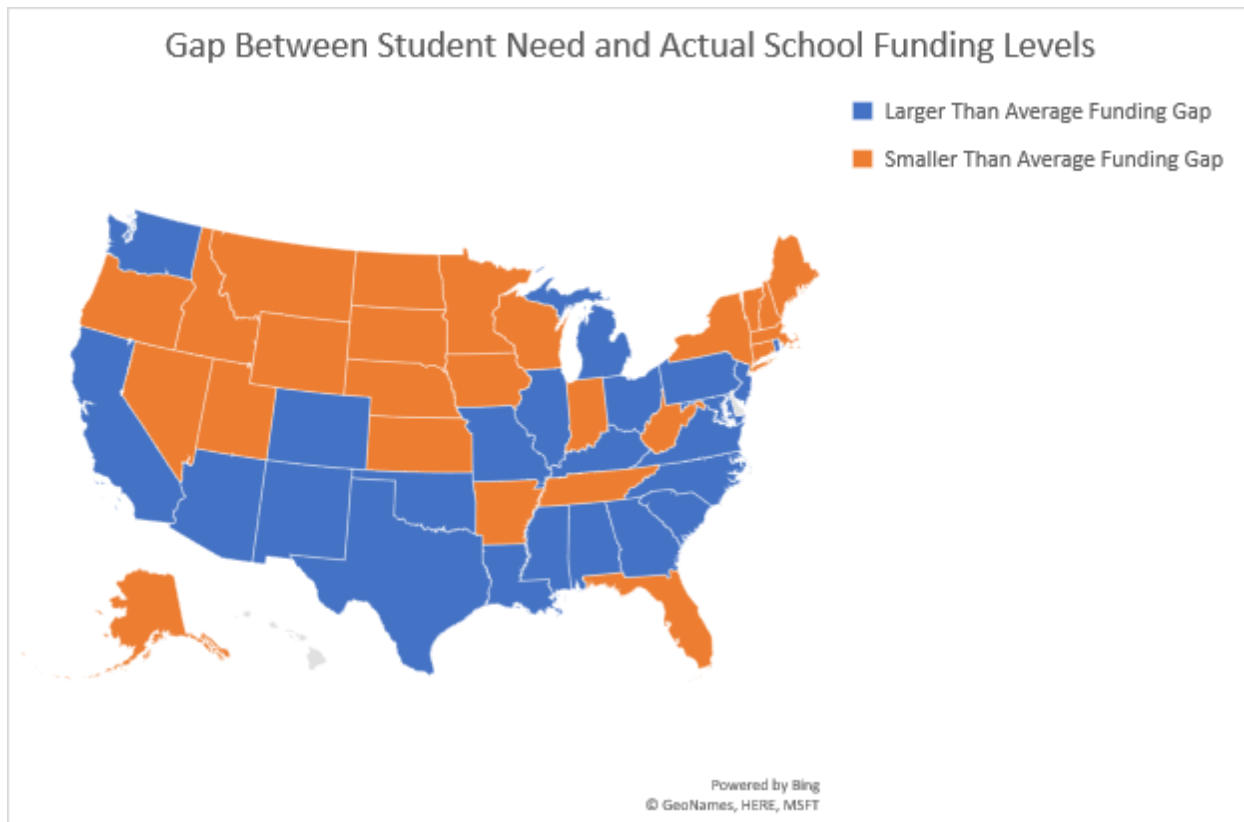 Gap Between Student Need and Actual School Funding Levels
Larger Than Average Funding Gap
Smaller Than Average Funding Gap
Powered by Bing
© GeoNames, HERE, MSFT